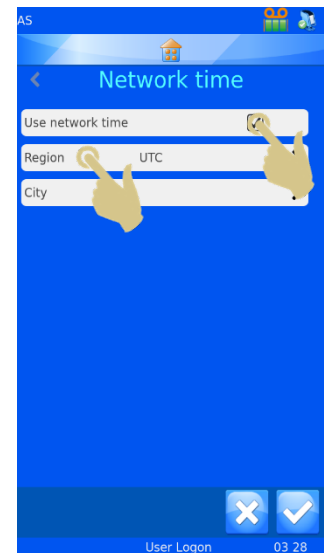 AS
Network time
Use network time
Region UTC
City
User Logon 03 28